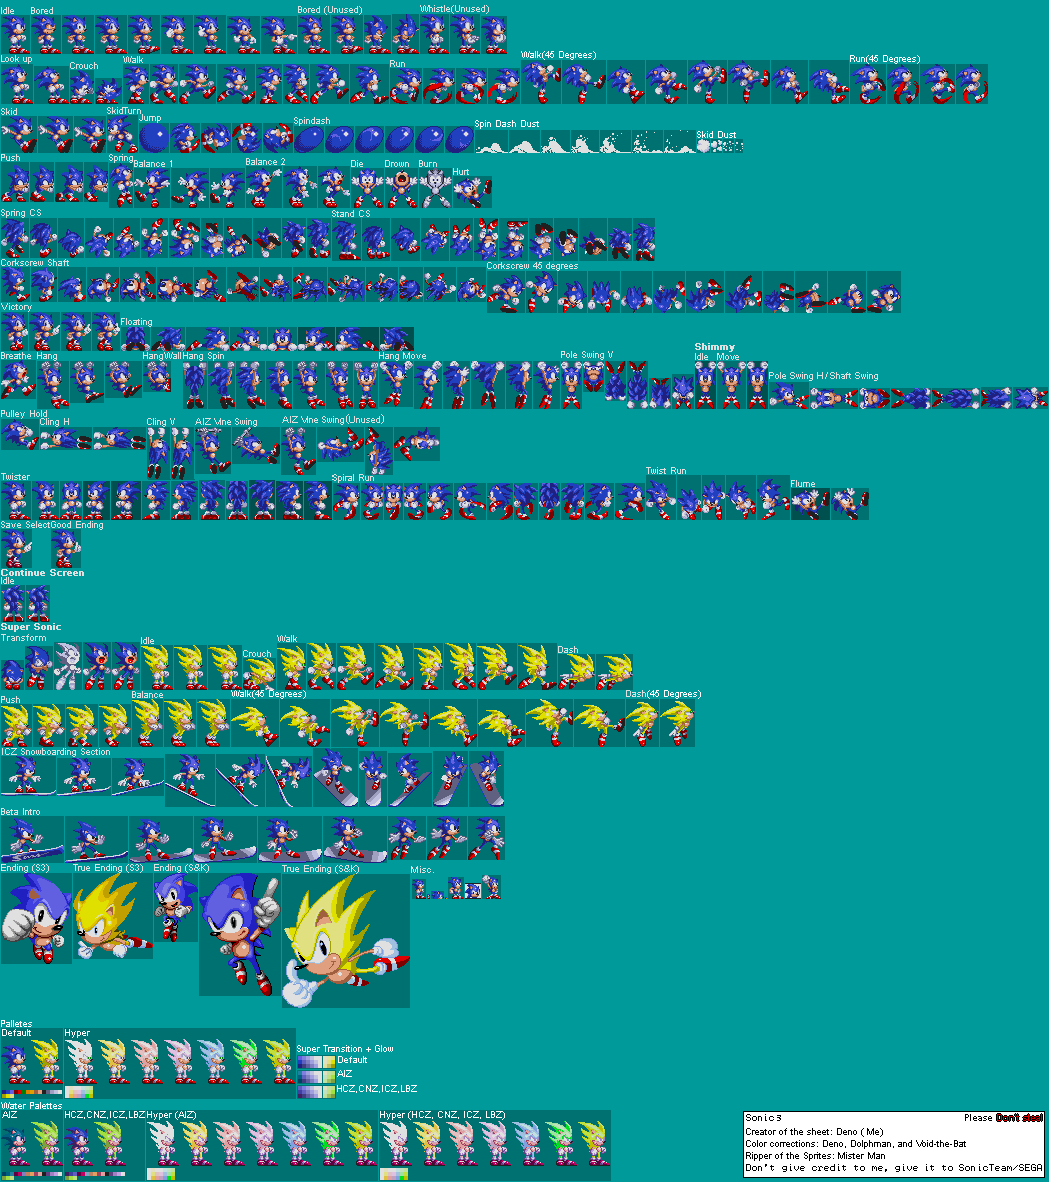 Idle Bored Bored (Unused) Whistle(Unused)
Look up Crouch Walk Run Walk(45 Degrees) Run(45 Degrees)
Skid SkidTurn Jump Spindash Spin Dash Dust Skid Dust
Push Spring Balance 1 Balance 2 Die Drown Burn Hurt
Spring CS Stand CS
Corkscrew Shaft Corkscrew 45 degrees
Victory Floating
Shimmy
Breathe Hang HangWall Hang Spin Hang Move Pole Swing V Idle Move Pole Swing H/Shaft Swing
Pulley Hold Cling H Cling V AIZ Vine Swing AIZ Vine Swing(Unused)
Twister Spiral Run Twist Run Flume
Save Select Good Ending
Continue Screen
Idle
Super Sonic
Transform Idle Crouch Walk Dash
Push Balance Walk(45 Degrees) Dash(45 Degrees)
ICZ Snowboarding Section
Beta Intro
Sonic
Ending (S3) True Ending (S3) Ending (S&K) True Ending (S&K) Misc.
Palletes
Default Hyper Super Transition + Glow
Default
AIZ
HCZ,CNZ,ICZ,LBZ
Water Palettes
AIZ HCZ,CNZ,ICZ,LBZ Hyper (AIZ) Hyper (HCZ, CNZ, ICZ, LBZ)
Sonic 3 Please Don't steal
Creator of the sheet: Deno ( Me)
Color corrections: Deno, Dolphman, and Void-the-Bat
Ripper of the Sprites: Mister Man
Don't give credit to me, give it to SonicTeam/SEGA